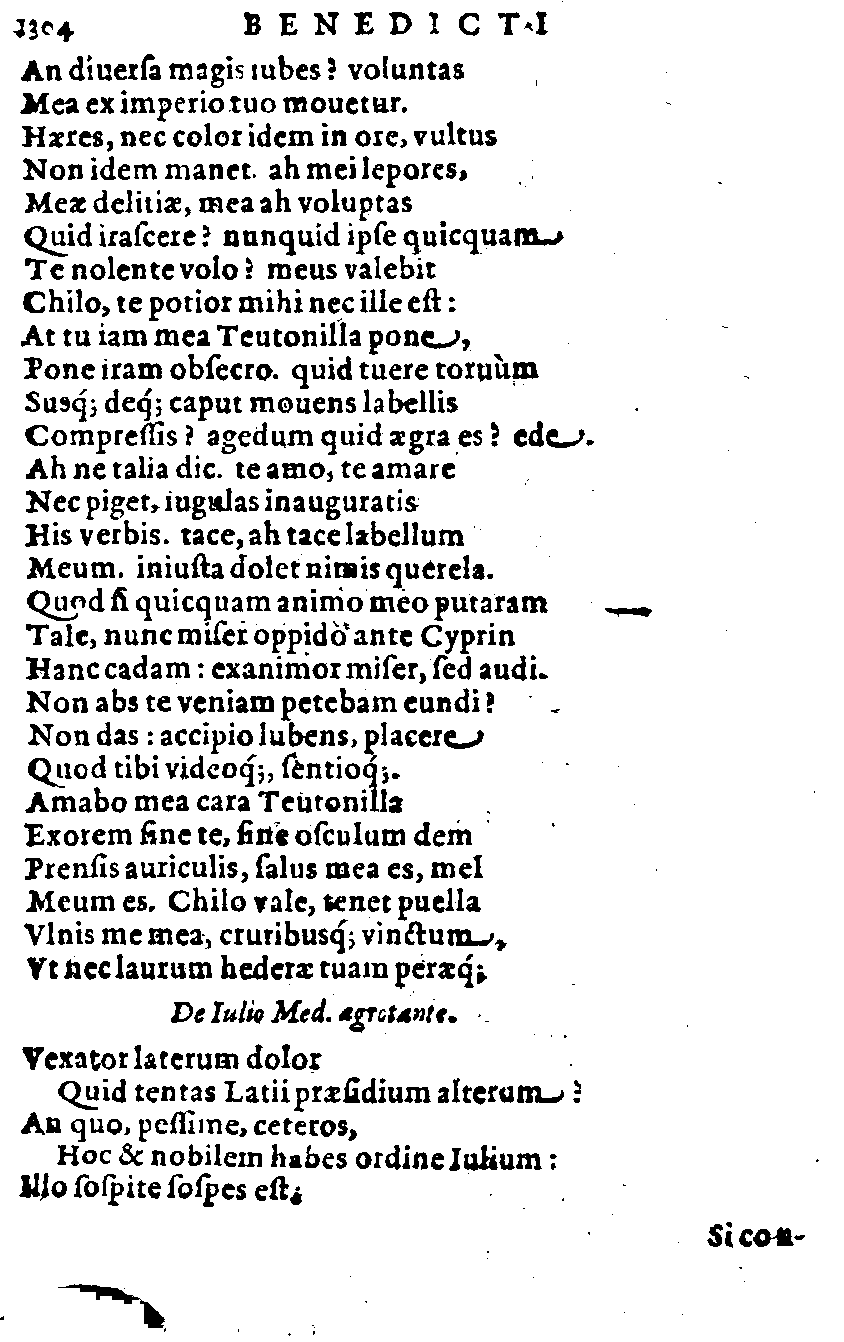 1304 BENEDICTI
An diuerſa magis iubes? voluntas
Mea ex imperio tuo mouetur.
Hæres, nec color idem in ore, vultus
Non idem manet. ah mei lepores,
Meæ delitiæ, mea ah voluptas
Quid iraſcere? nunquid ipſe quicquam
Te nolente volo? meus valebit
Chilo, te potior mihi nec ille eſt:
At tu iam mea Teutonilla pone,
Pone iram obſecro. quid tuere toruùm
Susq́; deq́; caput mouens labellis
Compreſſis? agedum quid ægra es? ede.
Ah ne talia dic. te amo, te amare
Nec piget, iugulas inauguratis
His verbis. tace, ah tace labellum
Meum. iniuſta dolet nimis querela.
Quod ſi quicquam animo meo putaram
Tale, nunc miſer oppidò ante Cyprin
Hanc cadam: exanimor miſer, ſed audi.
Non abs te veniam petebam eundi?
Non das: accipio lubens, placere
Quod tibi videoq́;, ſentioq́;.
Amabo mea cara Teutonilla
Exorem ſine te, ſine oſculum dem
Prenſis auriculis, ſalus mea es, mel
Meum es. Chilo vale, tenet puella
Vlnis me mea, cruribusq́; vinctum,
Vt nec laurum hederæ tuam peræq́;.
De Iulio Med. ægrotante.
Vexator laterum dolor
Quid tentas Latii præſidium alterum?
An quo, peſſime, ceteros,
Hoc & nobilem habes ordine Iulium:
Illo ſoſpite ſoſpes eſt;
Si con-